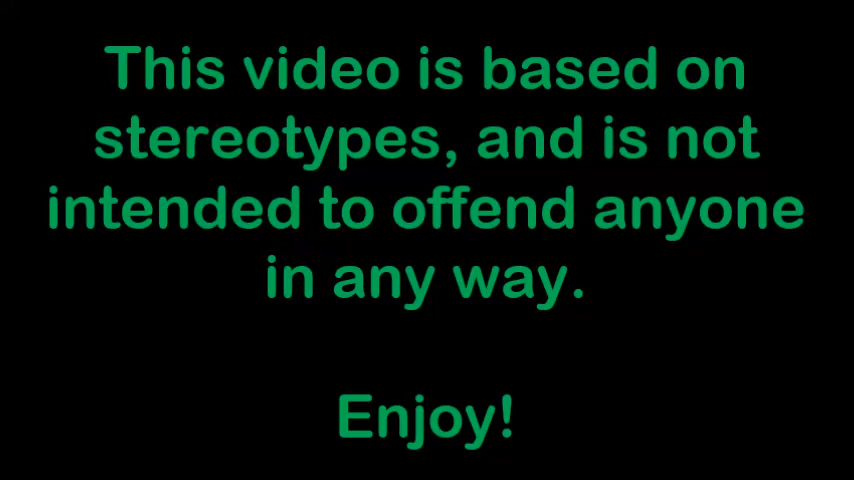 This video is based on
stereotypes, and is not
intended to offend anyone
in any way.
Enjoy!